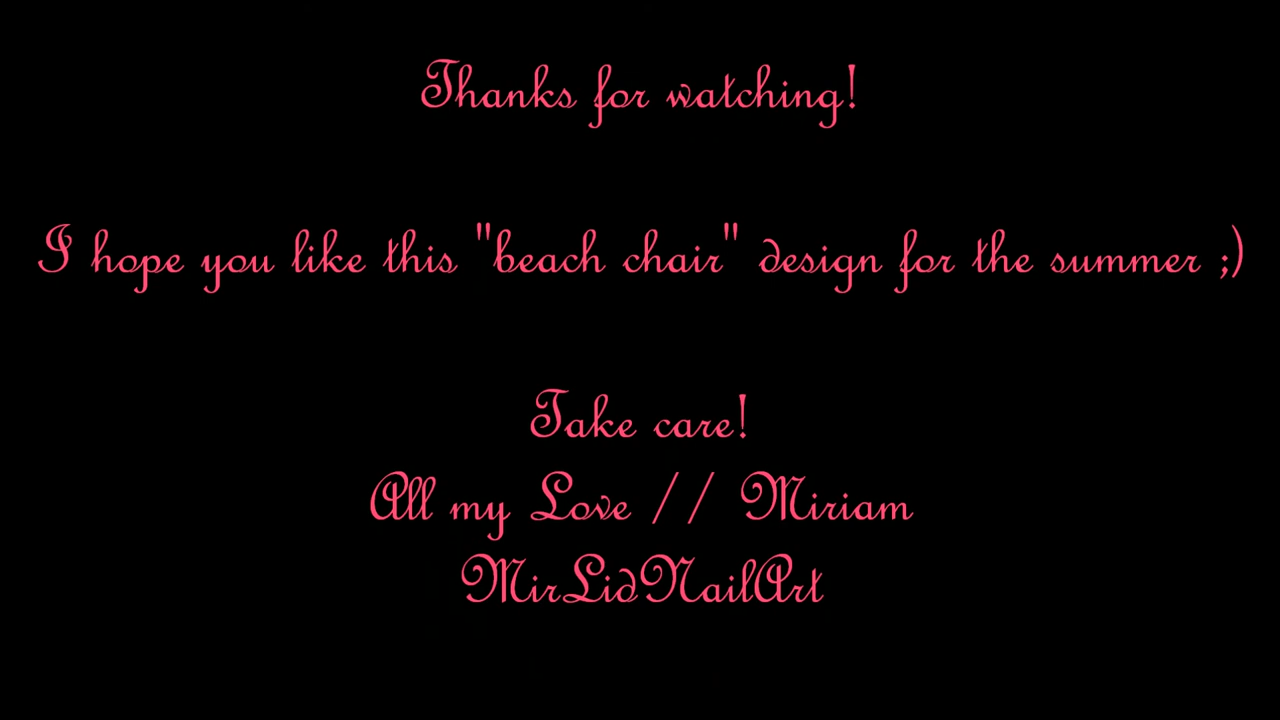 Thanks for watching!
I hope you like this "beach chair" design for the summer ;)
Take care!
All my Love // Miriam
MirLidNailArt